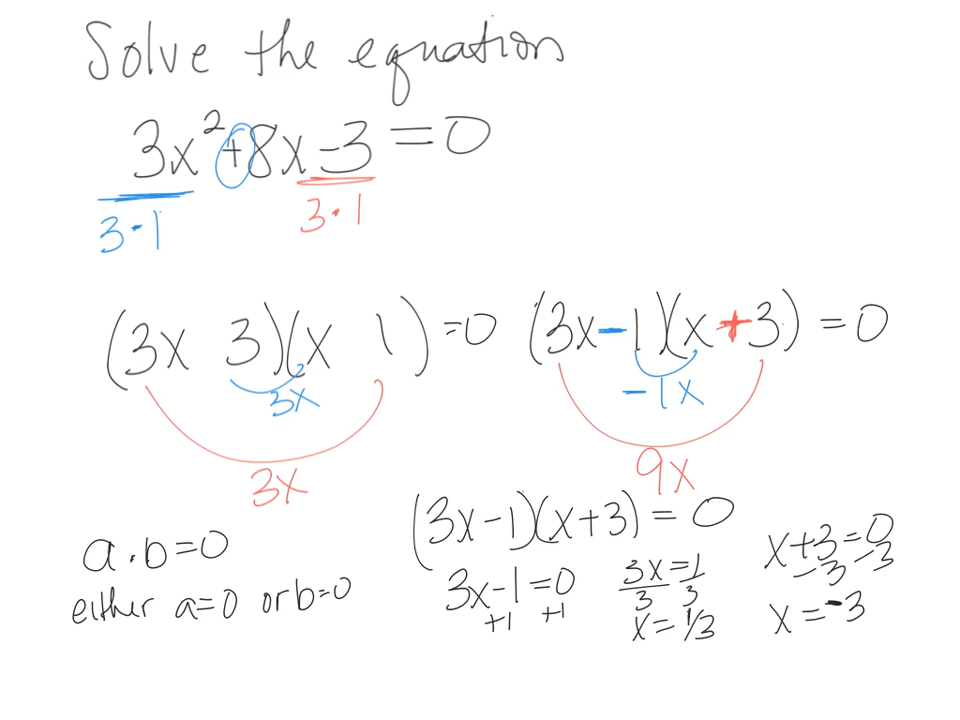 Solve the equation
3x²+8x-3=0
3·1
3·1
(3x 3)(x 1)=0
3x
3x
(3x-1)(x+3)=0
-1x
9x
a·b=0
either a=0 or b=0
(3x-1)(x+3)=0
3x-1=0
+1 +1
3x=1
3 3
x=1/3
x+3=0
-3 -3
x=-3